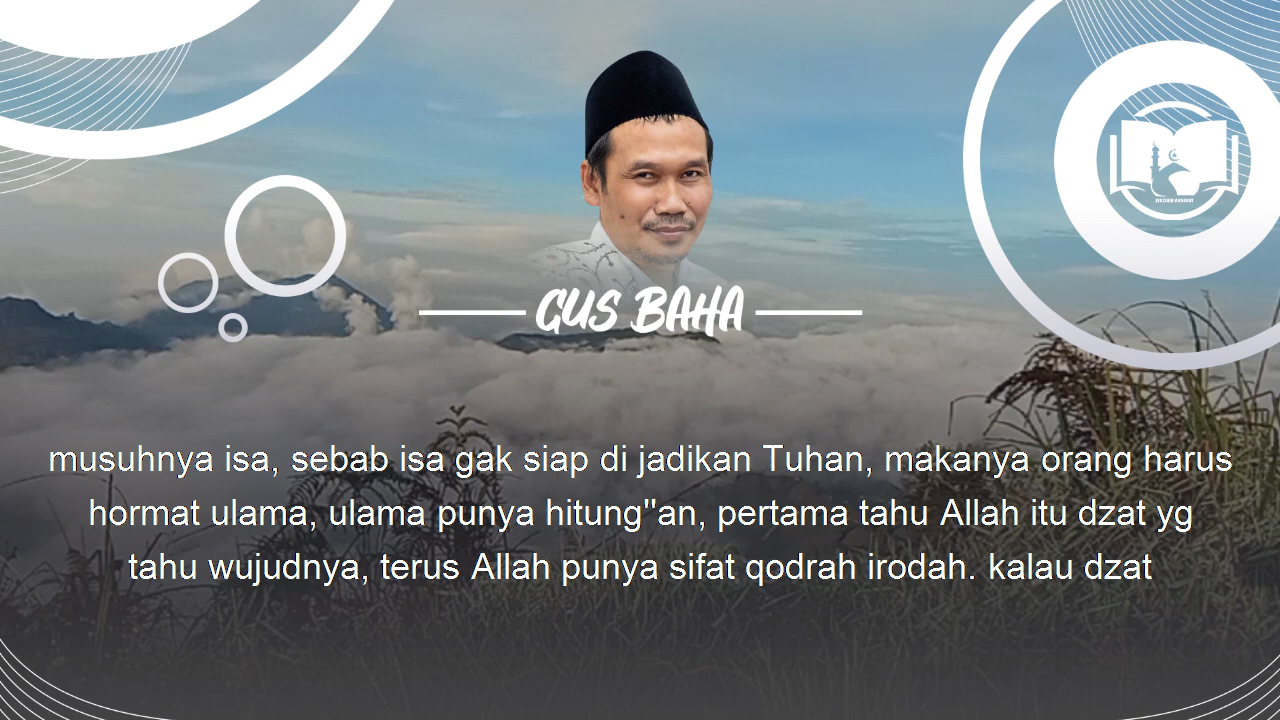 GUS BAHA
musuhnya isa, sebab isa gak siap di jadikan Tuhan, makanya orang harus
hormat ulama, ulama punya hitung"an, pertama tahu Allah itu dzat yg
tahu wujudnya, terus Allah punya sifat qodrah irodah. kalau dzat